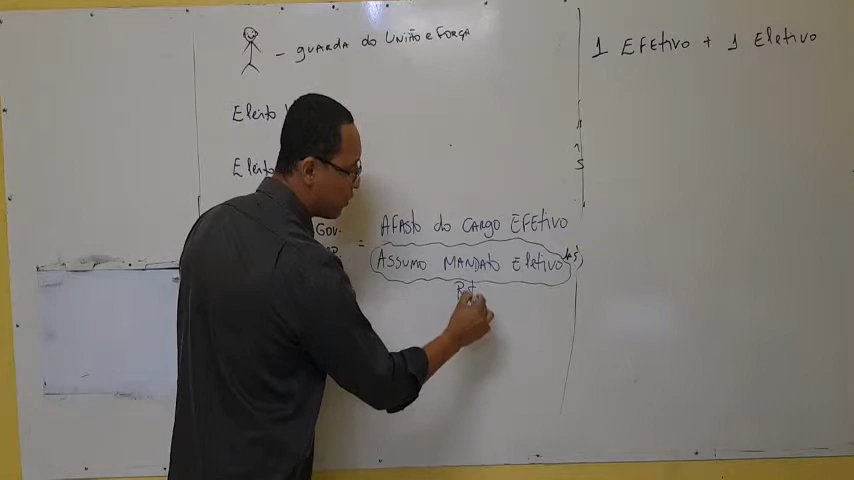 - guarda do União e Força
1 Efetivo + 1 Eletivo
Eleito
Eleito
Gov.
= Afasto do cargo Efetivo
Assumo mandato Eletivo